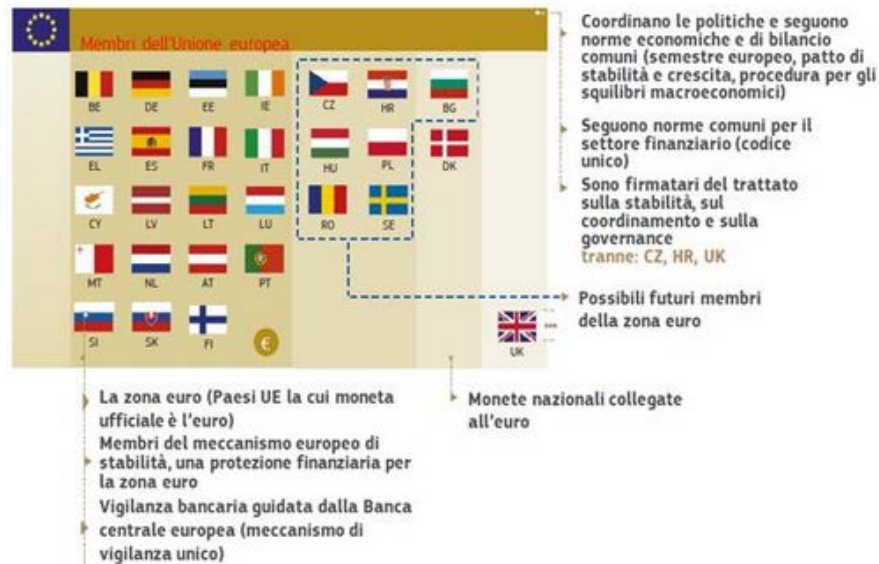 Membri dell'Unione europea
BE DE EE IE CZ HR BG
EL ES FR IT HU PL DK
CY LV LT LU RO SE
MT NL AT PT
SI SK FI €
UK
Coordinano le politiche e seguono
norme economiche e di bilancio
comuni (semestre europeo, patto di
stabilità e crescita, procedura per gli
squilibri macroeconomici)
Seguono norme comuni per il
settore finanziario (codice
unico)
Sono firmatari del trattato
sulla stabilità, sul
coordinamento e sulla
governance
tranne: CZ, HR, UK
Possibili futuri membri
della zona euro
La zona euro (Paesi UE la cui moneta
ufficiale è l'euro)
Membri del meccanismo europeo di
stabilità, una protezione finanziaria per
la zona euro
Vigilanza bancaria guidata dalla Banca
centrale europea (meccanismo di
vigilanza unico)
Monete nazionali collegate
all'euro